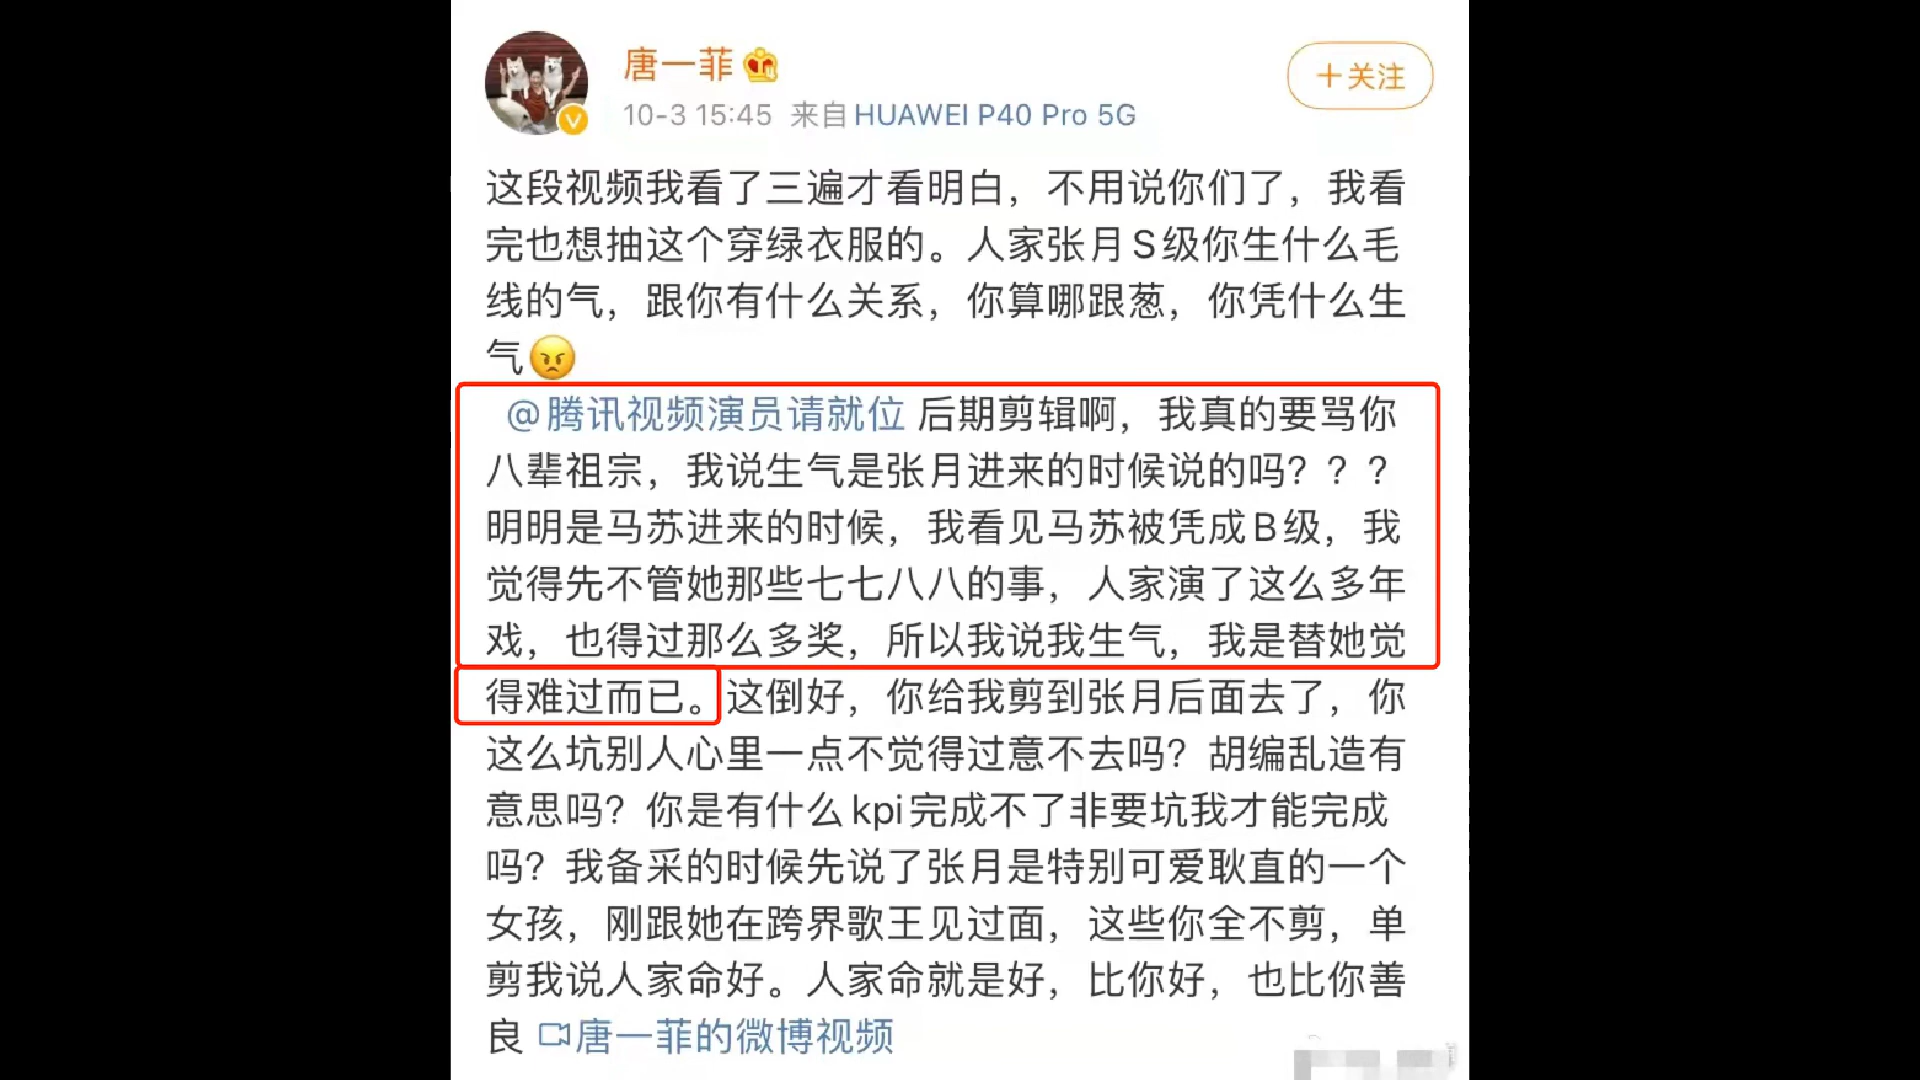 唐一菲
10-3 15:45 来自 HUAWEI P40 Pro 5G
+关注
这段视频我看了三遍才看明白，不用说你们了，我看
完也想抽这个穿绿衣服的。人家张月S级你生什么毛
线的气，跟你有什么关系，你算哪跟葱，你凭什么生
气
@腾讯视频演员请就位 后期剪辑啊，我真的要骂你
八辈祖宗，我说生气是张月进来的时候说的吗？？？
明明是马苏进来的时候，我看见马苏被凭成B级，我
觉得先不管她那些七七八八的事，人家演了这么多年
戏，也得过那么多奖，所以我说我生气，我是替她觉
得难过而已。这倒好，你给我剪到张月后面去了，你
这么坑别人心里一点不觉得过意不去吗？胡编乱造有
意思吗？你是有什么kpi完成不了非要坑我才能完成
吗？我备采的时候先说了张月是特别可爱耿直的一个
女孩，刚跟她在跨界歌王见过面，这些你全不剪，单
剪我说人家命好。人家命就是好，比你好，也比你善
良 唐一菲的微博视频